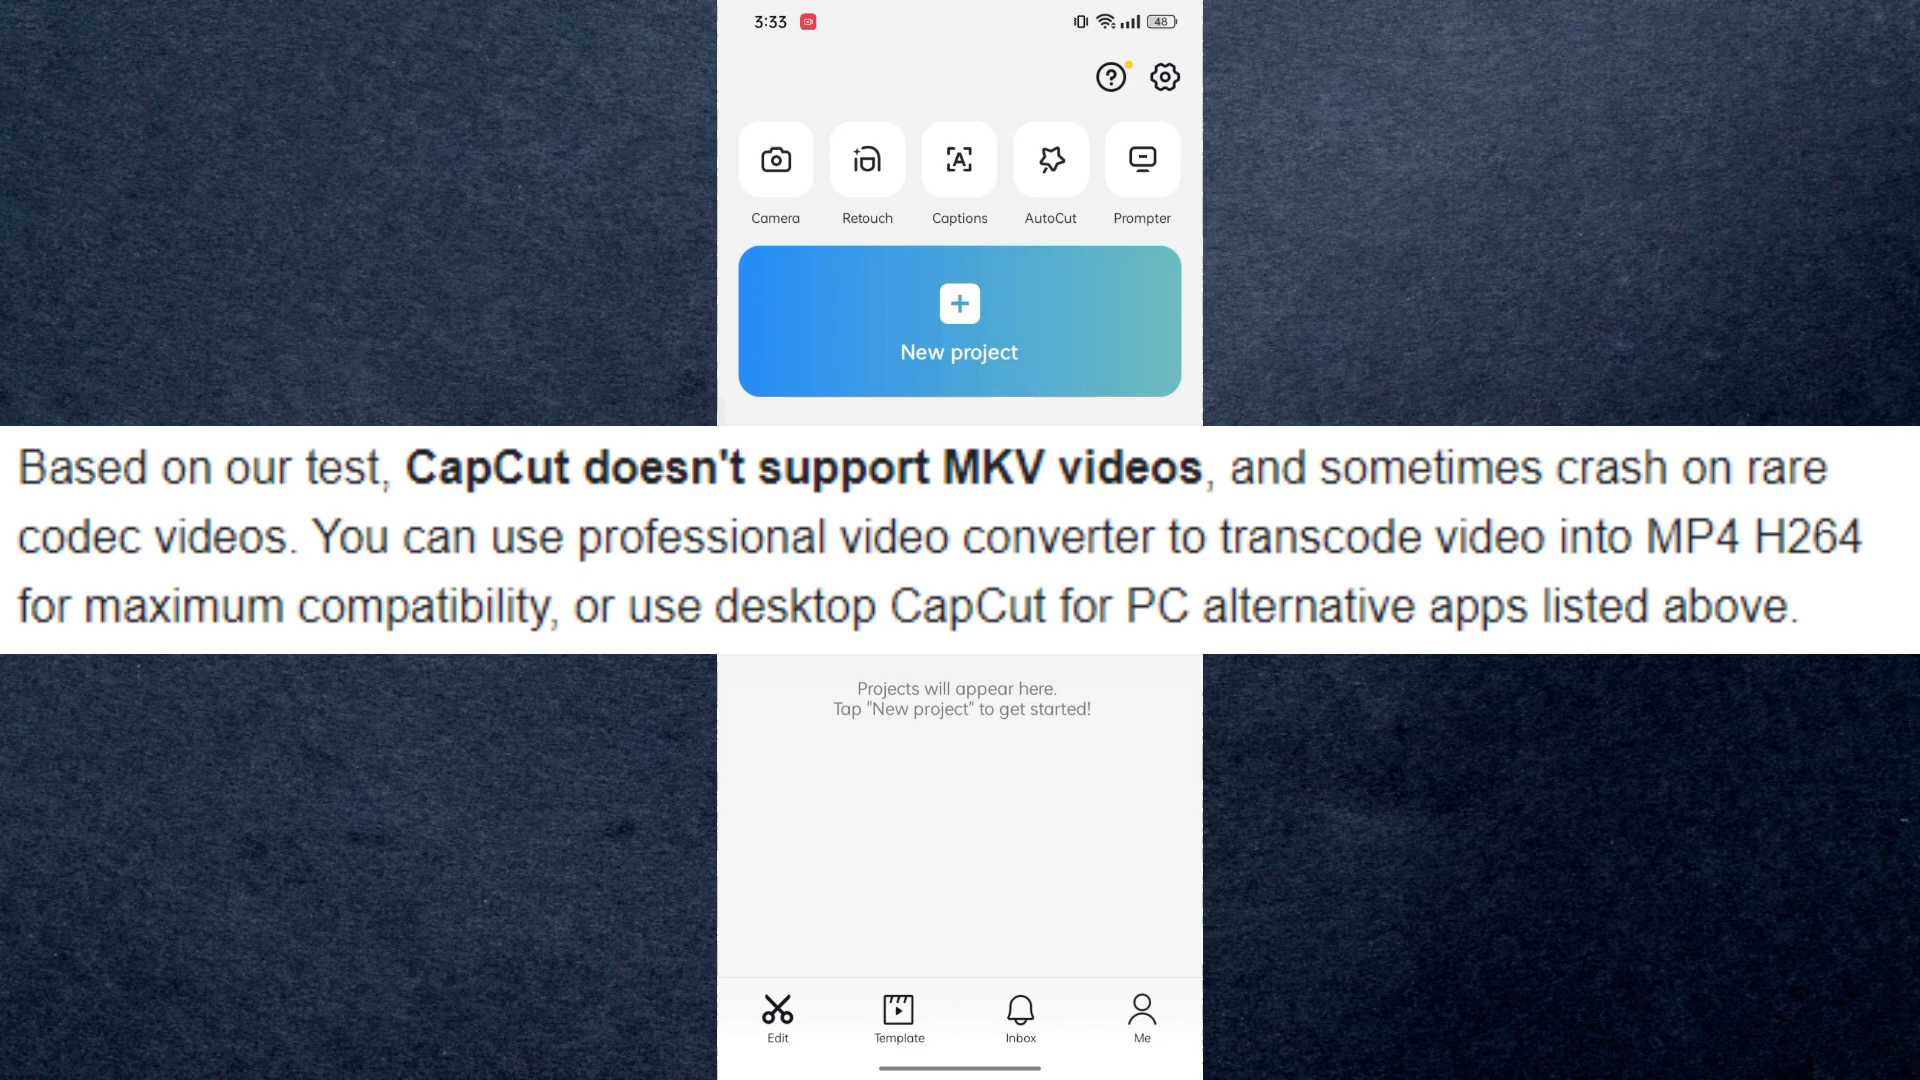 3:33
48
Camera
Retouch
Captions
AutoCut
Prompter
New project
Based on our test, CapCut doesn't support MKV videos, and sometimes crash on rare
codec videos. You can use professional video converter to transcode video into MP4 H264
for maximum compatibility, or use desktop CapCut for PC alternative apps listed above.
Projects will appear here.
Tap "New project" to get started!
Edit
Template
Inbox
Me